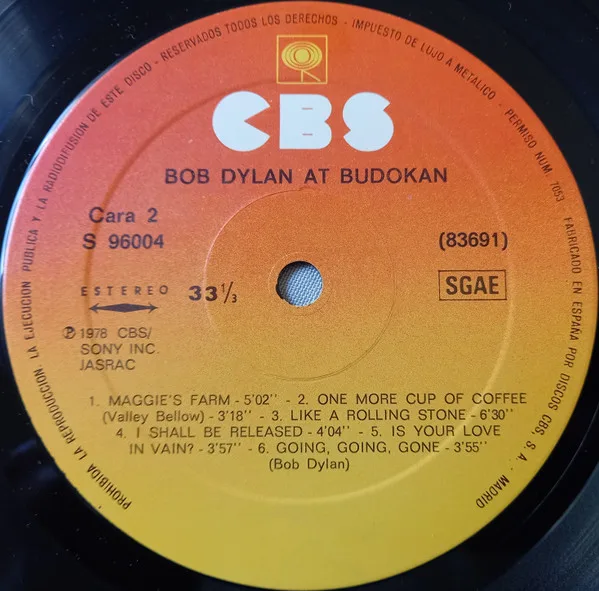 RESERVADOS TODOS LOS DERECHOS - IMPUESTO DE LUJO A METALICO - PERMISO NUM. 7053
CBS
BOB DYLAN AT BUDOKAN
Cara 2
S 96004
(83691)
ESTEREO
33 1/3
SGAE
℗ 1978 CBS/
SONY INC.
JASRAC
1. MAGGIE'S FARM - 5'02'' - 2. ONE MORE CUP OF COFFEE
(Valley Bellow) - 3'18'' - 3. LIKE A ROLLING STONE - 6'30''
4. I SHALL BE RELEASED - 4'04'' - 5. IS YOUR LOVE
IN VAIN? - 3'57'' - 6. GOING, GOING, GONE - 3'55''
(Bob Dylan)
PROHIBIDA LA REPRODUCCION, LA EJECUCION PUBLICA Y LA RADIODIFUSION DE ESTE DISCO -
FABRICADO EN ESPAÑA POR DISCOS CBS, S. A. - MADRID